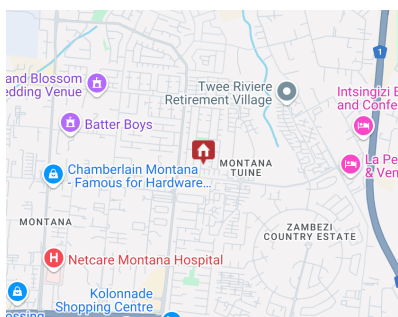 1
and Blossom
edding Venue
Twee Riviere
Retirement Village
Intsingizi E
and Confe
Batter Boys
Chamberlain Montana
- Famous for Hardware...
MONTANA
TUINE
La Pe
& Ven
MONTANA
ZAMBEZI
COUNTRY ESTATE
H
Netcare Montana Hospital
Kolonnade
Shopping Centre
essing